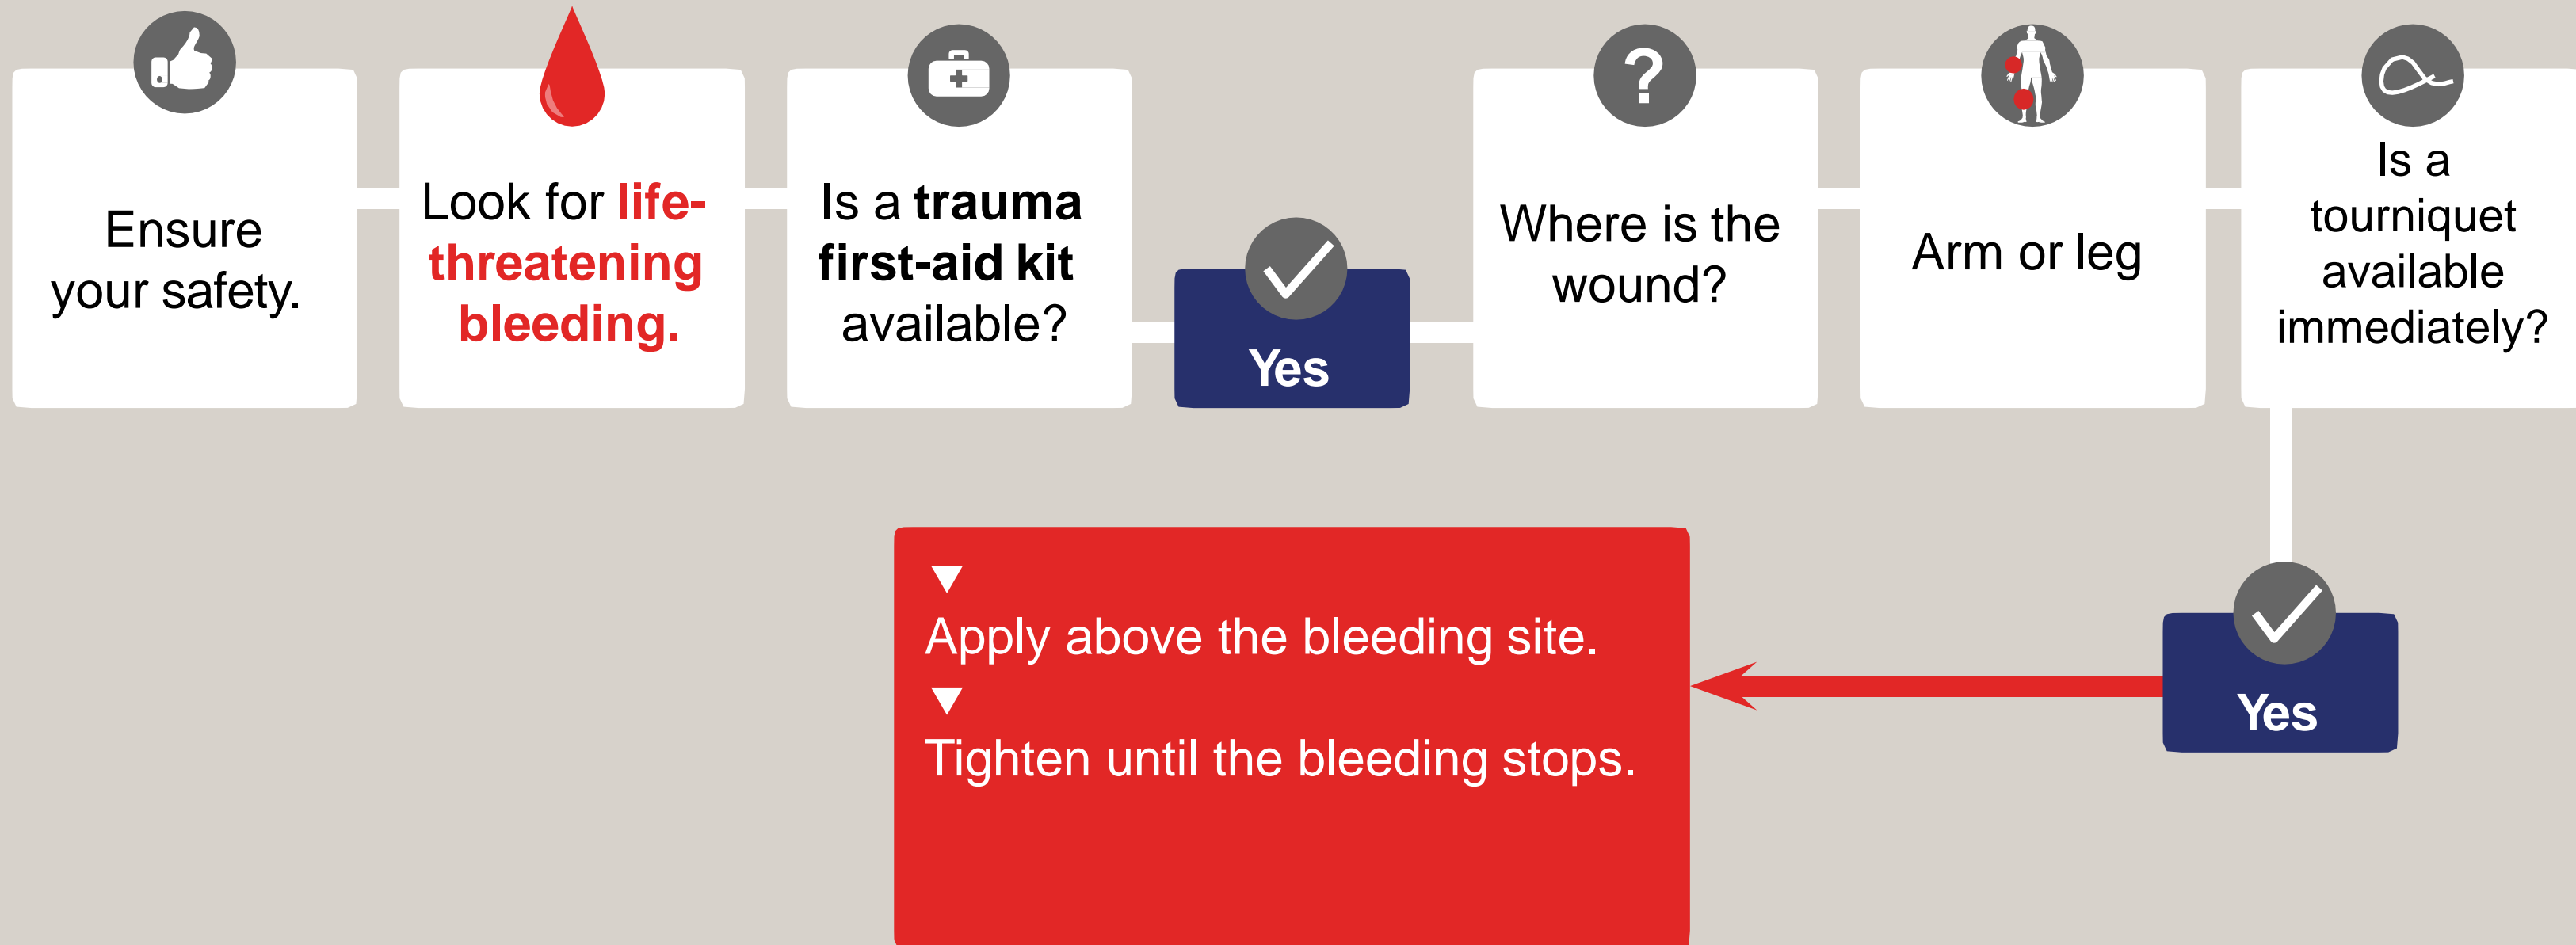 Ensure
your safety.
Look for life-
threatening
bleeding.
Is a trauma
first-aid kit
available?
Yes
?
Where is the
wound?
Arm or leg
Is a
tourniquet
available
immediately?
Yes
Apply above the bleeding site.
Tighten until the bleeding stops.